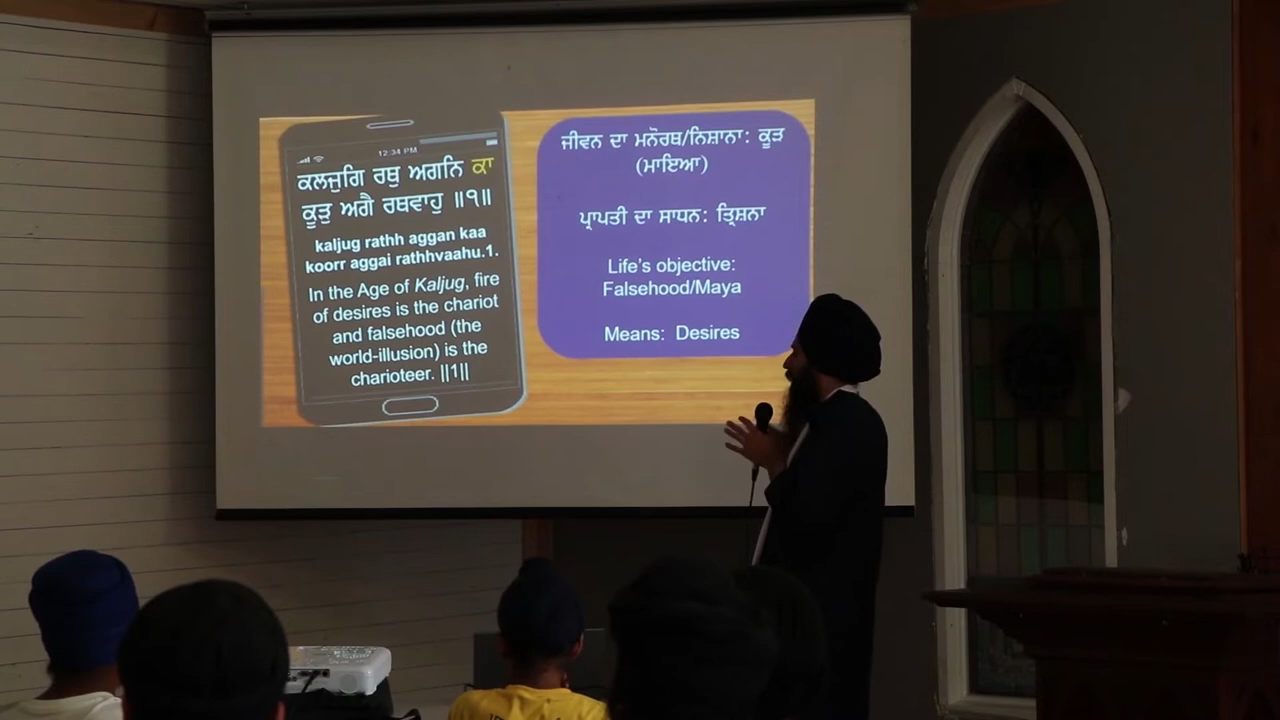 12:34 PM
ਕਲਜੁਗਿ ਰਥੁ ਅਗਨਿ ਕਾ
ਕੂੜੁ ਅਗੈ ਰਥਵਾਹੁ ॥੧॥
kaljug rathh aggan kaa
koorr aggai rathhvaahu.1.
In the Age of Kaljug, fire
of desires is the chariot
and falsehood (the
world-illusion) is the
charioteer. ||1||
ਜੀਵਨ ਦਾ ਮਨੋਰਥ/ਨਿਸ਼ਾਨਾ: ਕੂੜ
(ਮਾਇਆ)
ਪ੍ਰਾਪਤੀ ਦਾ ਸਾਧਨ: ਤ੍ਰਿਸ਼ਨਾ
Life's objective:
Falsehood/Maya
Means: Desires